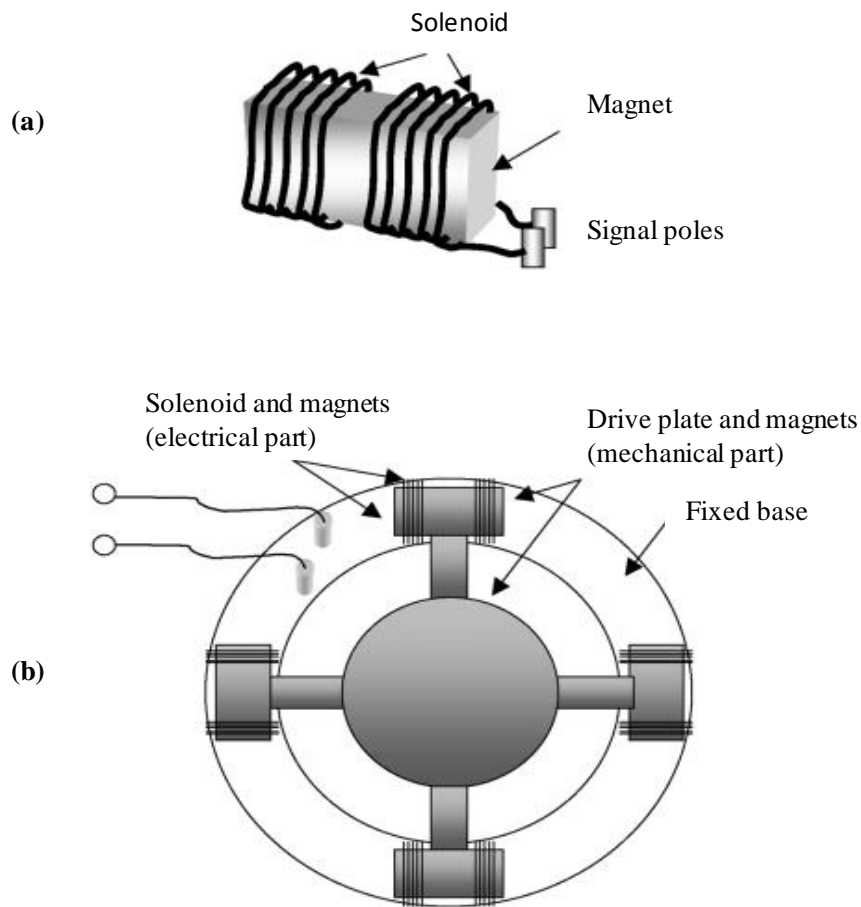 Solenoid
(a)
Magnet
Signal poles
Solenoid and magnets
(electrical part)
Drive plate and magnets
(mechanical part)
Fixed base
(b)